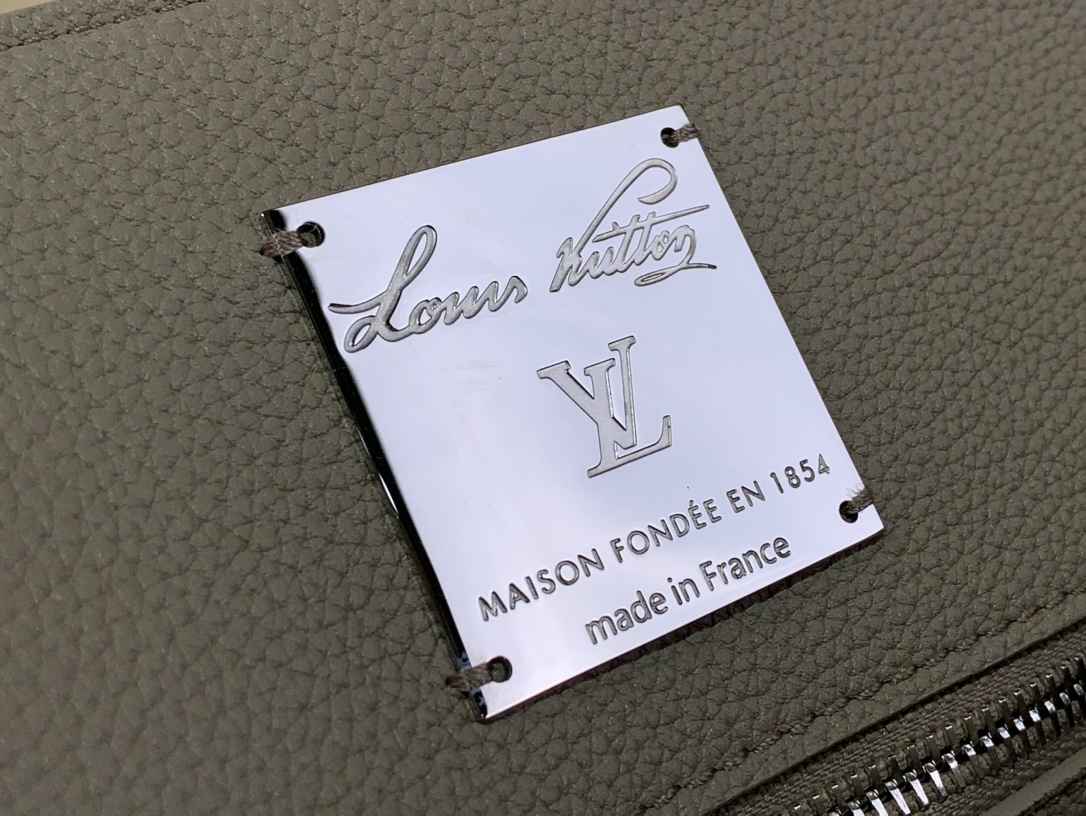 Louis Vuitton
LV
MAISON FONDÉE EN 1854
made in France